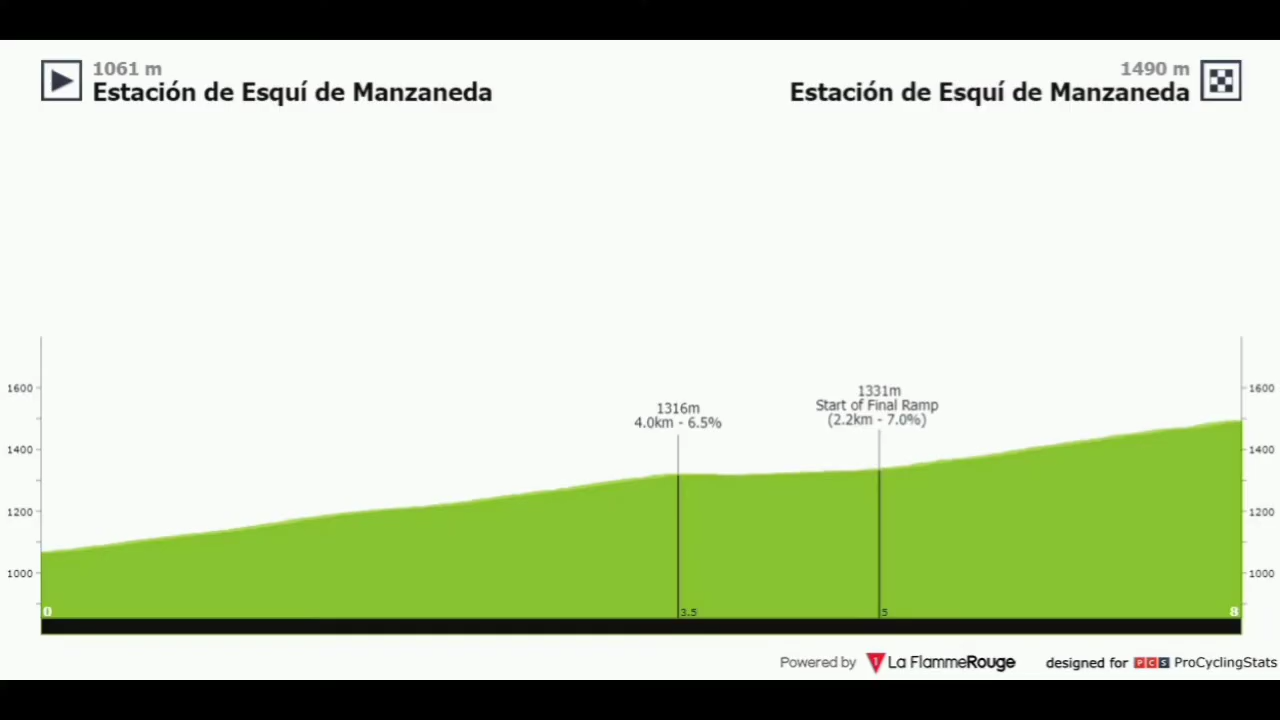 1061 m
Estación de Esquí de Manzaneda
1490 m
Estación de Esquí de Manzaneda
1600
1400
1200
1000
1316m
4.0km - 6.5%
1331m
Start of Final Ramp
(2.2km - 7.0%)
1600
1400
1200
1000
0
3.5
5
8
Powered by La FlammeRouge designed for PCS ProCyclingStats